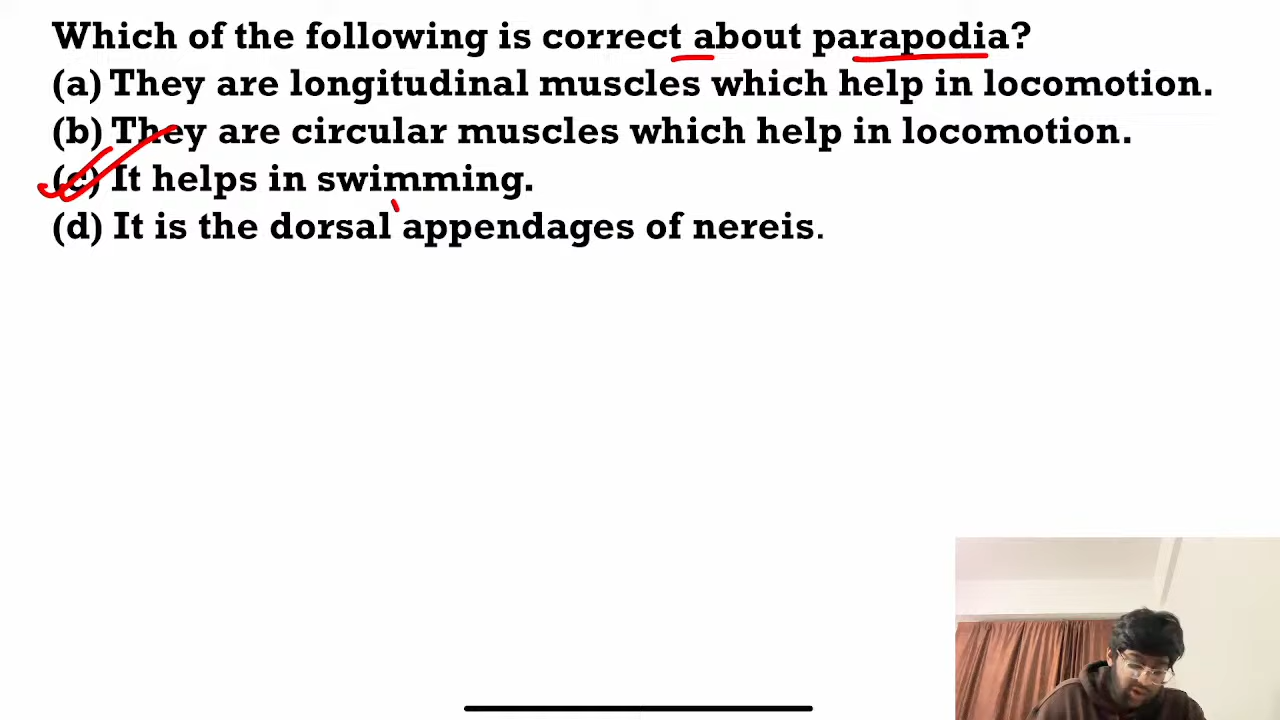 Which of the following is correct about parapodia?
(a) They are longitudinal muscles which help in locomotion.
(b) They are circular muscles which help in locomotion.
(c) It helps in swimming.
(d) It is the dorsal appendages of nereis.